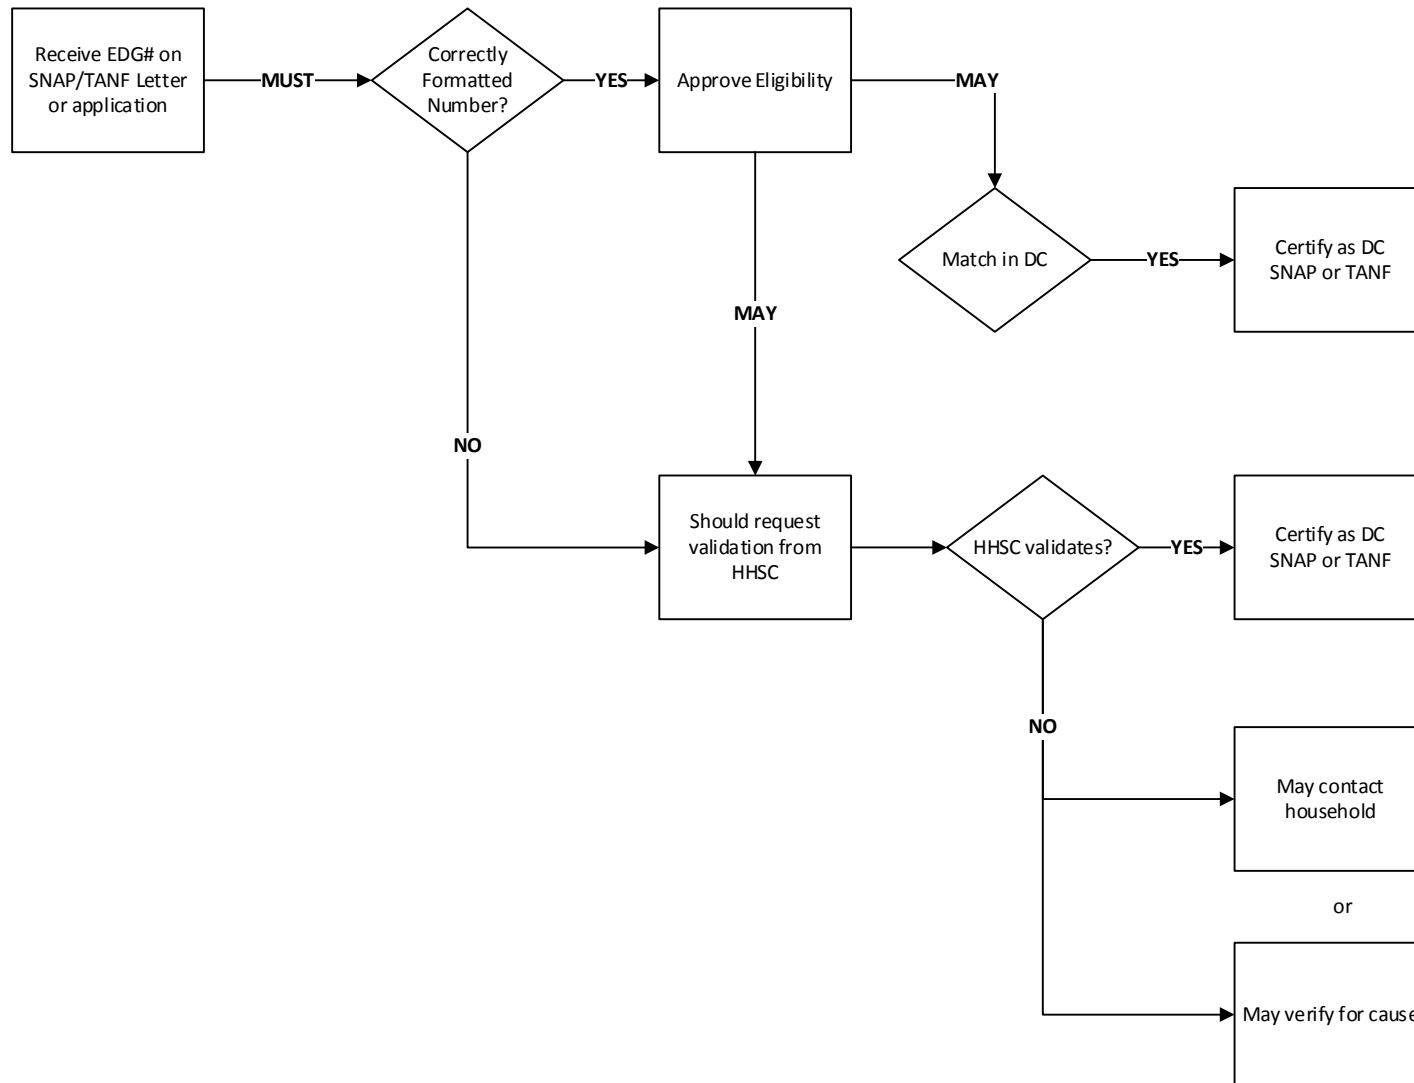 Receive EDG# on
SNAP/TANF Letter
or application
MUST
Correctly
Formatted
Number?
YES
Approve Eligibility
MAY
Match in DC
YES
Certify as DC
SNAP or TANF
MAY
NO
Should request
validation from
HHSC
HHSC validates?
YES
Certify as DC
SNAP or TANF
NO
May contact
household
or
May verify for cause